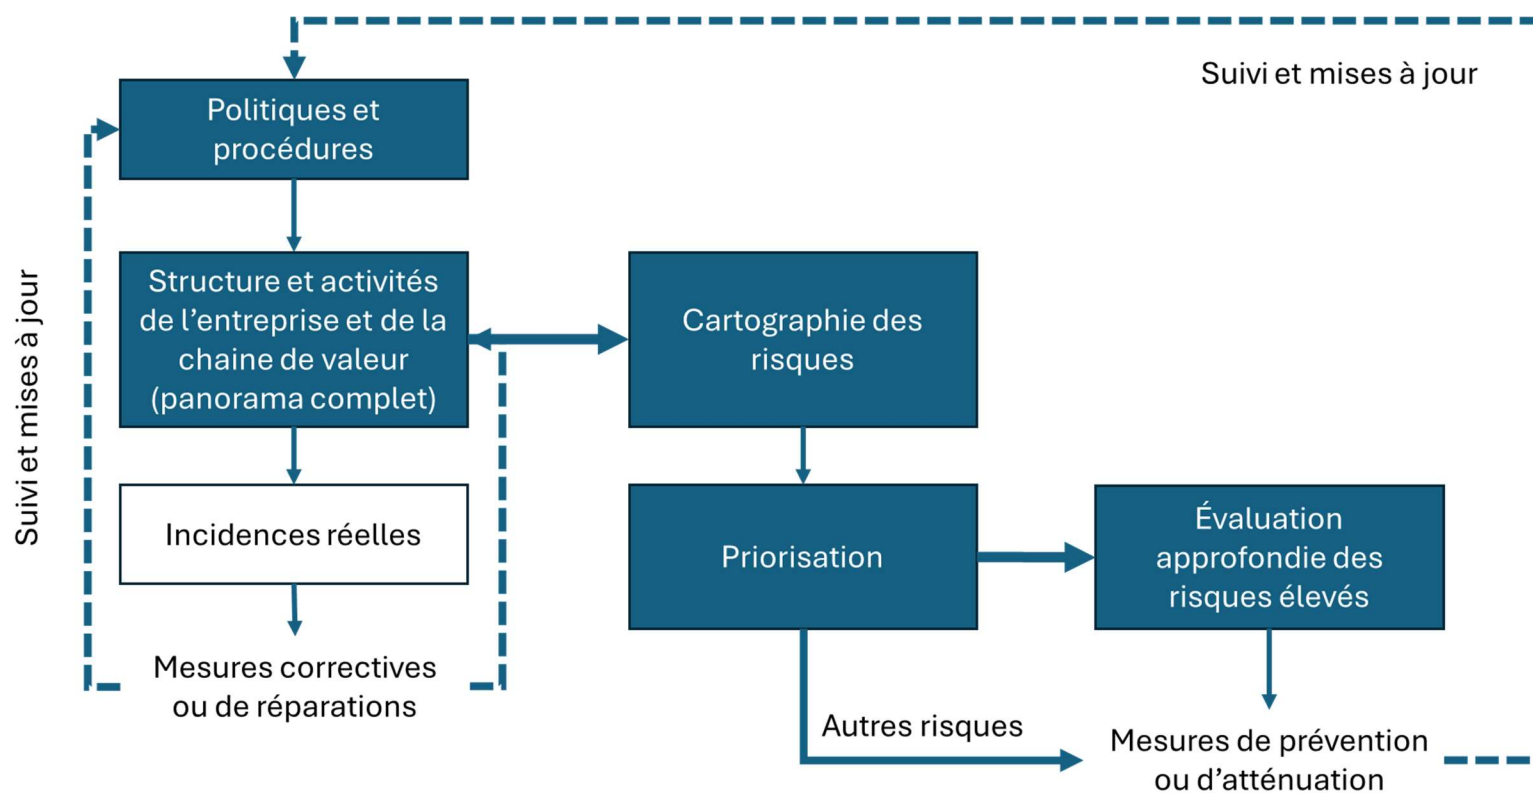 Suivi et mises à jour
Politiques et
procédures
Suivi et mises à jour
Structure et activités
de l’entreprise et de la
chaine de valeur
(panorama complet)
Cartographie des
risques
Incidences réelles
Priorisation
Évaluation
approfondie des
risques élevés
Mesures correctives
ou de réparations
Autres risques
Mesures de prévention
ou d’atténuation